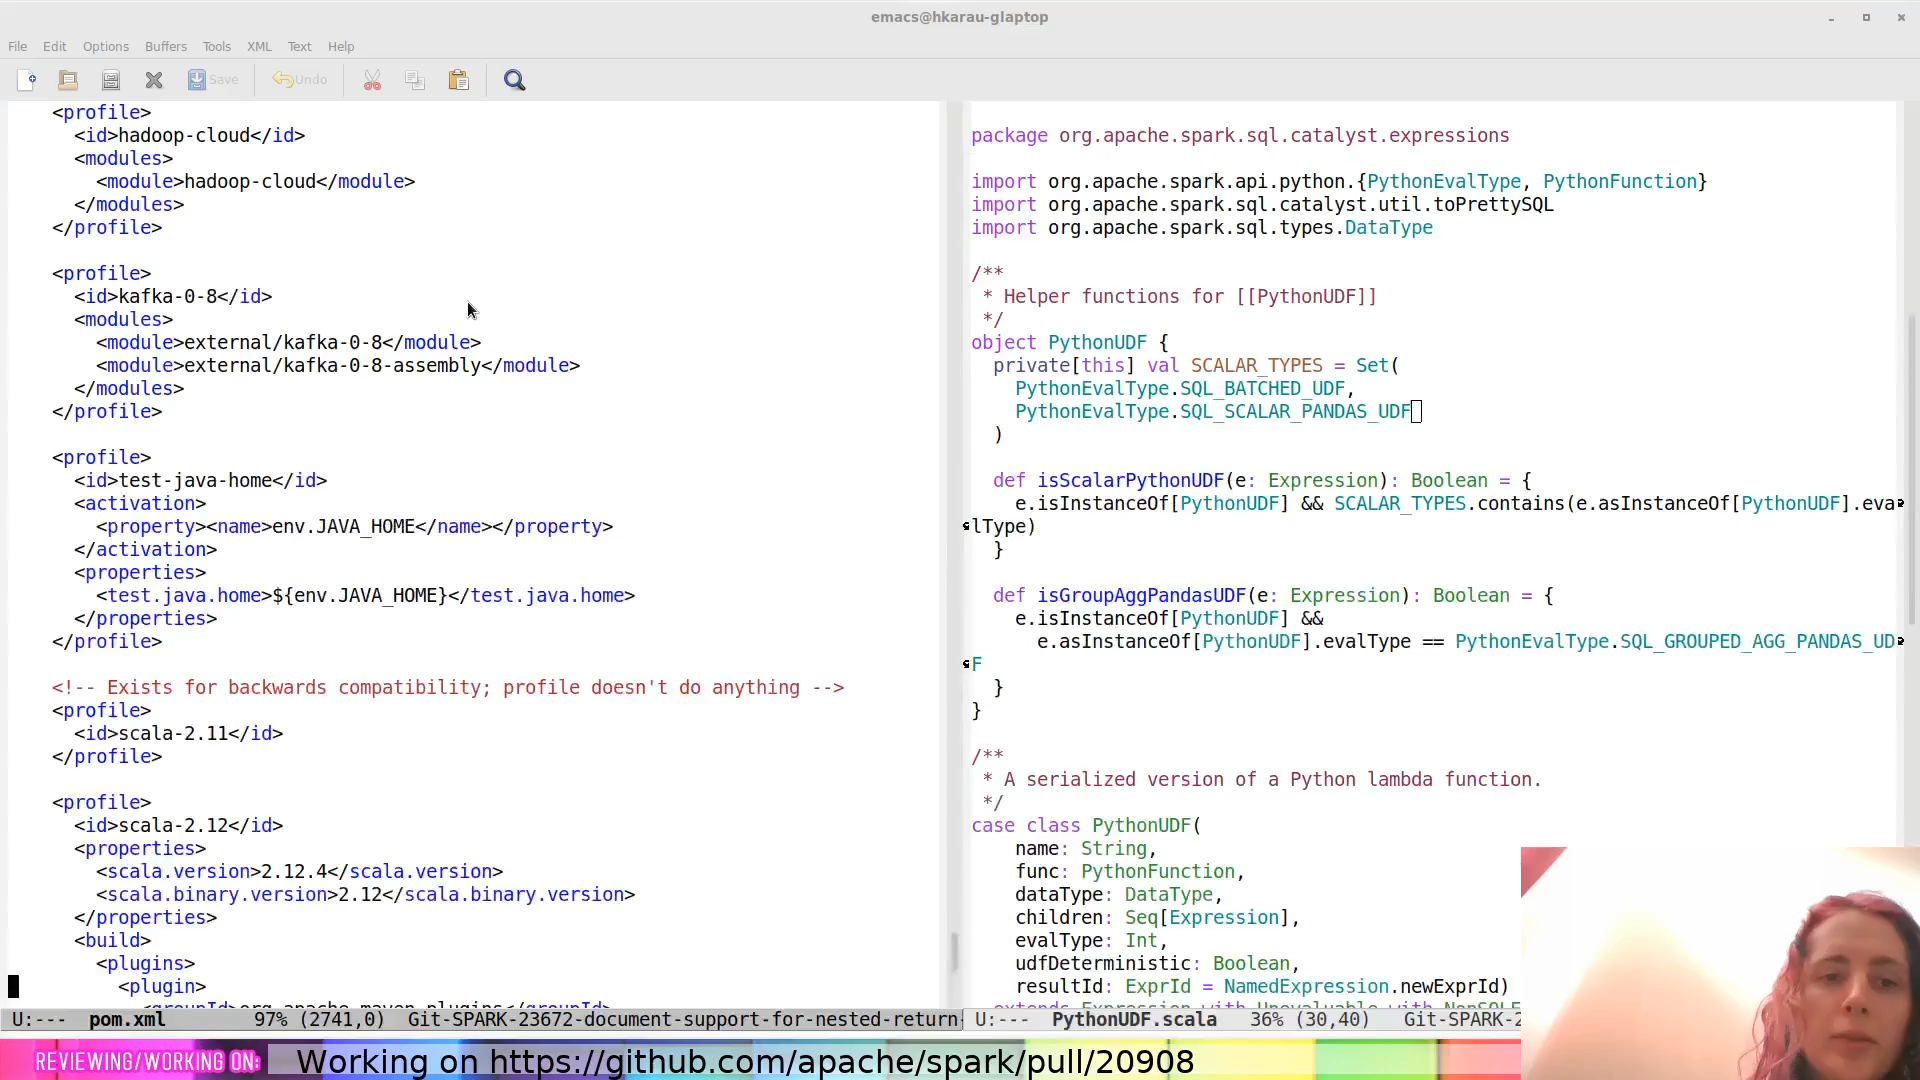 emacs@hkarau-glaptop
File Edit Options Buffers Tools XML Text Help
Save Undo
<profile>
<id>hadoop-cloud</id>
<modules>
<module>hadoop-cloud</module>
</modules>
</profile>
<profile>
<id>kafka-0-8</id>
<modules>
<module>external/kafka-0-8</module>
<module>external/kafka-0-8-assembly</module>
</modules>
</profile>
<profile>
<id>test-java-home</id>
<activation>
<property><name>env.JAVA_HOME</name></property>
</activation>
<properties>
<test.java.home>${env.JAVA_HOME}</test.java.home>
</properties>
</profile>
<!-- Exists for backwards compatibility; profile doesn't do anything -->
<profile>
<id>scala-2.11</id>
</profile>
<profile>
<id>scala-2.12</id>
<properties>
<scala.version>2.12.4</scala.version>
<scala.binary.version>2.12</scala.binary.version>
</properties>
<build>
<plugins>
<plugin>
<groupId>org.apache.maven.plugins</groupId>
U:--- pom.xml 97% (2741,0) Git-SPARK-23672-document-support-for-nested-return
package org.apache.spark.sql.catalyst.expressions
import org.apache.spark.api.python.{PythonEvalType, PythonFunction}
import org.apache.spark.sql.catalyst.util.toPrettySQL
import org.apache.spark.sql.types.DataType
/**
* Helper functions for [[PythonUDF]]
*/
object PythonUDF {
private[this] val SCALAR_TYPES = Set(
PythonEvalType.SQL_BATCHED_UDF,
PythonEvalType.SQL_SCALAR_PANDAS_UDF
)
def isScalarPythonUDF(e: Expression): Boolean = {
e.isInstanceOf[PythonUDF] && SCALAR_TYPES.contains(e.asInstanceOf[PythonUDF].eva
lType)
}
def isGroupAggPandasUDF(e: Expression): Boolean = {
e.isInstanceOf[PythonUDF] &&
e.asInstanceOf[PythonUDF].evalType == PythonEvalType.SQL_GROUPED_AGG_PANDAS_UD
F
}
}
/**
* A serialized version of a Python lambda function.
*/
case class PythonUDF(
name: String,
func: PythonFunction,
dataType: DataType,
children: Seq[Expression],
evalType: Int,
udfDeterministic: Boolean,
resultId: ExprId = NamedExpression.newExprId)
extends Expression with Unevaluable with
U:--- PythonUDF.scala 36% (30,40) Git-SPARK-2
REVIEWING/WORKING ON: Working on https://github.com/apache/spark/pull/20908